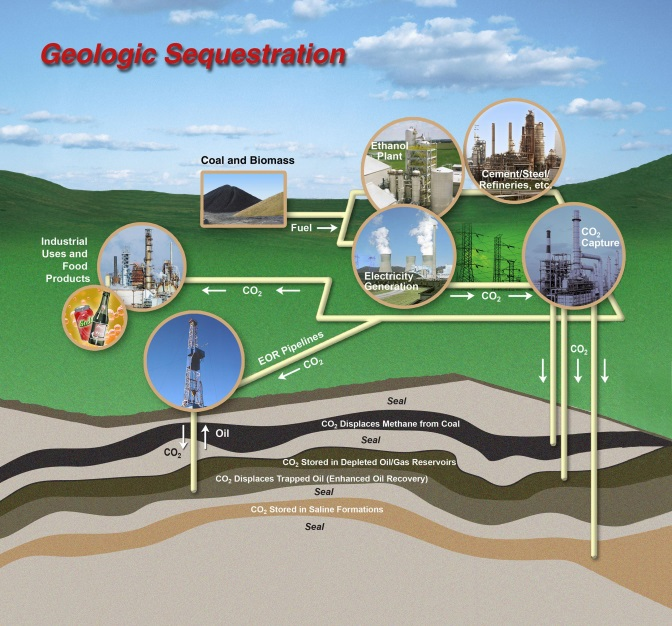 Geologic Sequestration
Coal and Biomass
Ethanol
Plant
Cement/Steel/
Refineries, etc.
Fuel
CO₂
Capture
Industrial
Uses and
Food
Products
Electricity
Generation
CO₂
CO₂
EOR Pipelines
CO₂
CO₂
Seal
CO₂ Displaces Methane from Coal
Oil
Seal
CO₂
CO₂ Stored in Depleted Oil/Gas Reservoirs
CO₂ Displaces Trapped Oil (Enhanced Oil Recovery)
Seal
CO₂ Stored in Saline Formations
Seal